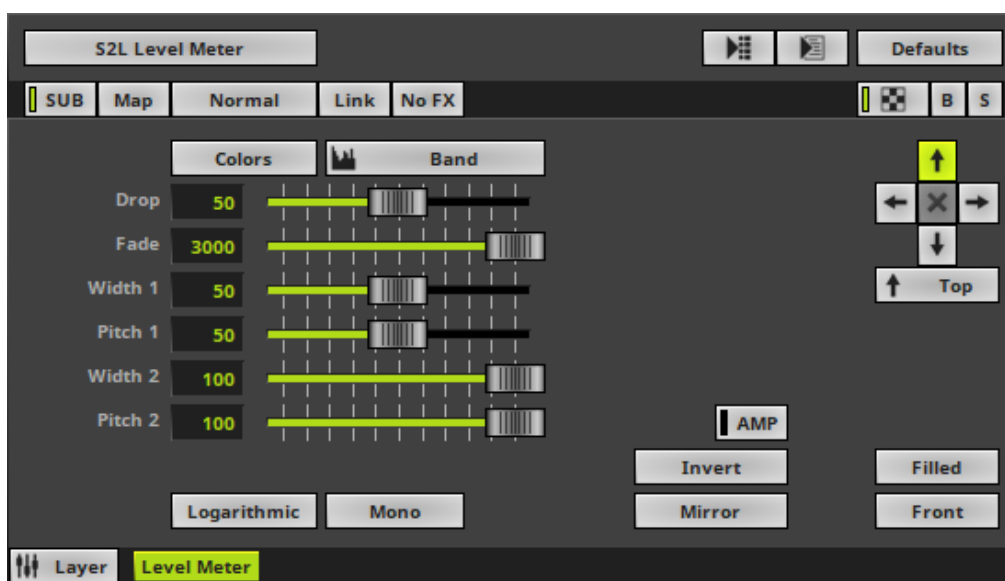 S2L Level Meter Defaults
SUB Map Normal Link No FX B S
Colors Band
Drop 50
Fade 3000
Width 1 50
Top
Pitch 1 50
Width 2 100
Pitch 2 100
AMP
Invert Filled
Logarithmic Mono Mirror Front
Layer Level Meter